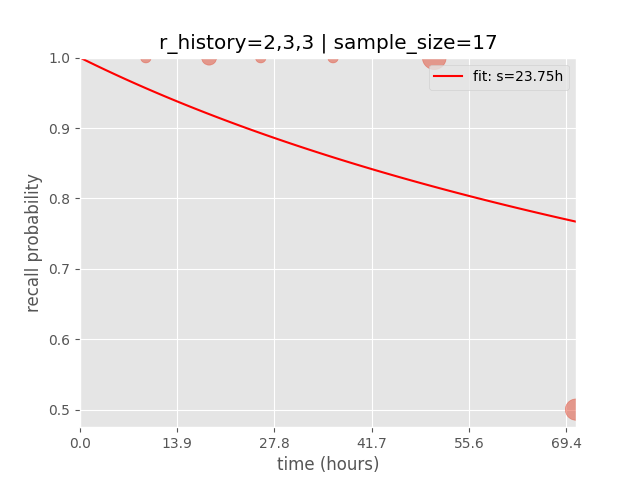 r_history=2,3,3 | sample_size=17
fit: s=23.75h
1.0
0.9
0.8
0.7
0.6
0.5
recall probability
0.0 13.9 27.8 41.7 55.6 69.4
time (hours)